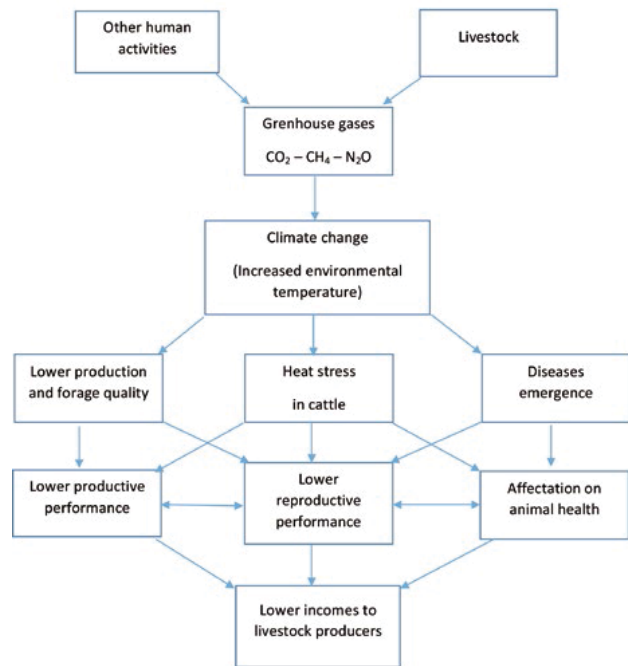 Other human
activities
Livestock
Grenhouse gases
CO₂ – CH₄ – N₂O
Climate change
(Increased environmental
temperature)
Lower production
and forage quality
Heat stress
in cattle
Diseases
emergence
Lower productive
performance
Lower
reproductive
performance
Affectation on
animal health
Lower incomes to
livestock producers